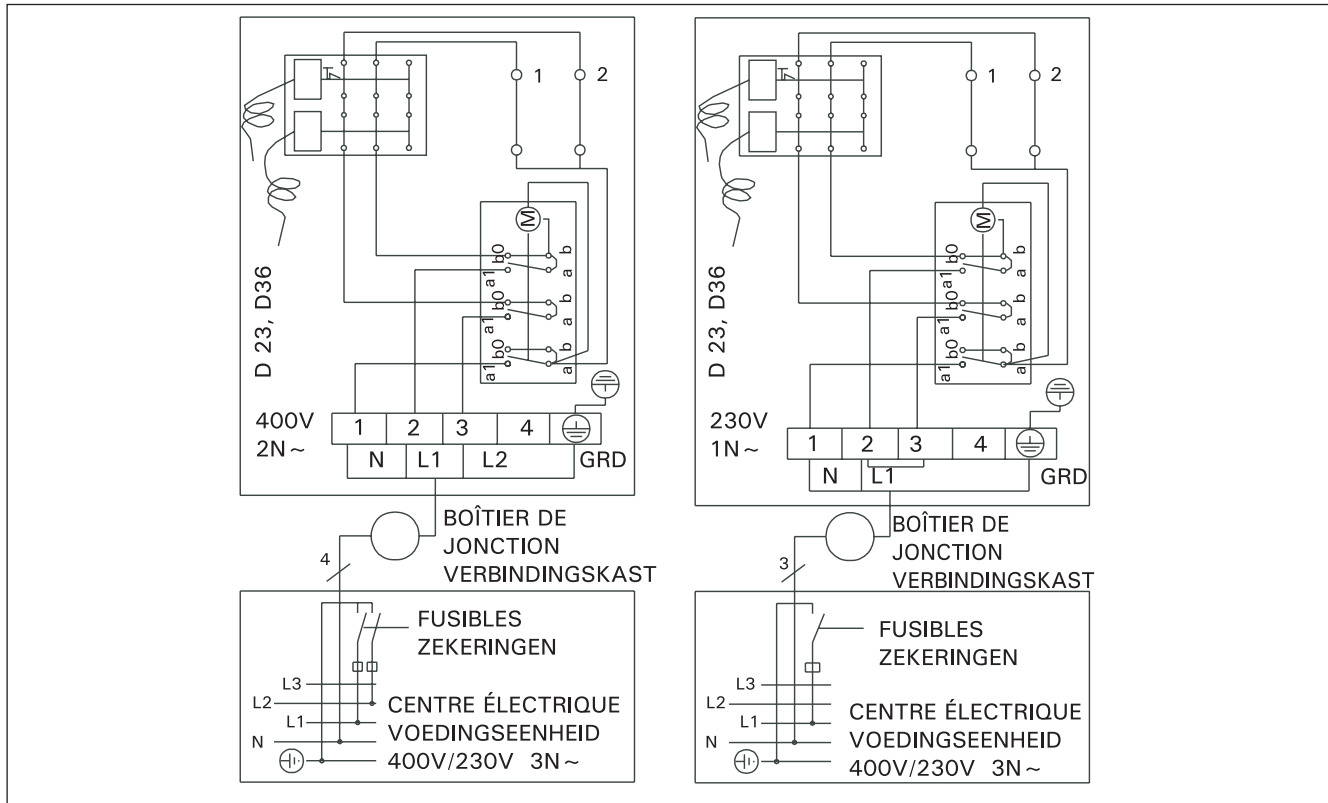 1
2
M
b0
b
a1
a
b0
b
a1
a
b0
b
a1
a
D 23, D36
400V
2N ~
1 2 3 4
N L1 L2 GRD
BOÎTIER DE
JONCTION
VERBINDINGSKAST
4
FUSIBLES
ZEKERINGEN
L3
L2
L1
N
CENTRE ÉLECTRIQUE
VOEDINGSEENHEID
400V/230V 3N ~
1
2
M
b0
b
a1
a
b0
b
a1
a
b0
b
a1
a
D 23, D36
230V
1N ~
1 2 3 4
N L1 GRD
BOÎTIER DE
JONCTION
VERBINDINGSKAST
3
FUSIBLES
ZEKERINGEN
L3
L2
L1
N
CENTRE ÉLECTRIQUE
VOEDINGSEENHEID
400V/230V 3N ~